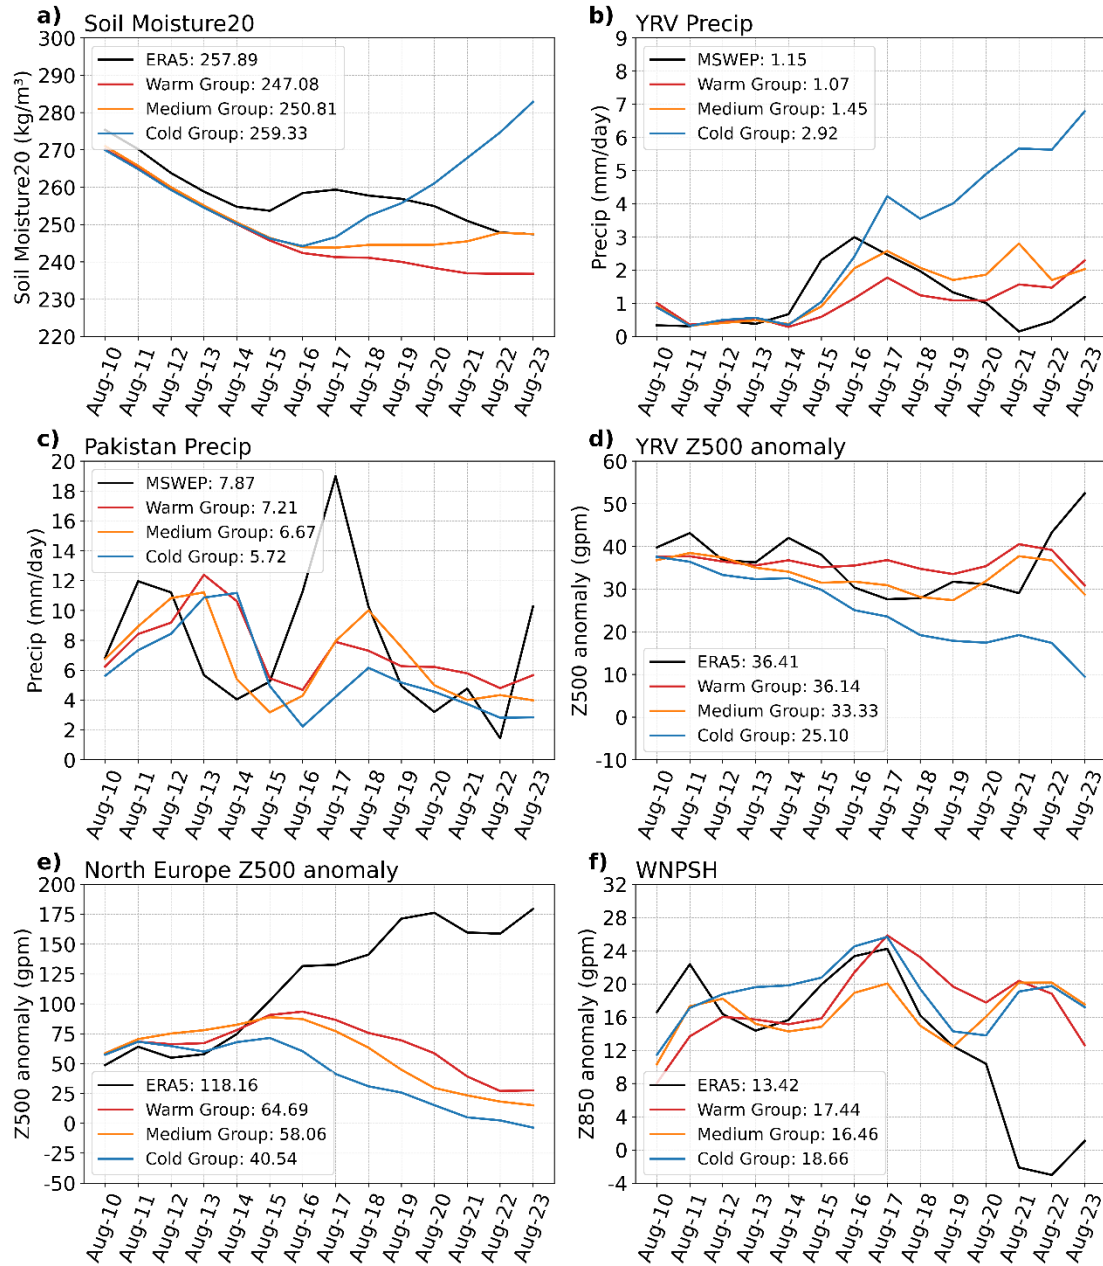 a) Soil Moisture20
Soil Moisture20 (kg/m³)
300
290
280
270
260
250
240
230
220
ERA5: 257.89
Warm Group: 247.08
Medium Group: 250.81
Cold Group: 259.33
Aug-10 Aug-11 Aug-12 Aug-13 Aug-14 Aug-15 Aug-16 Aug-17 Aug-18 Aug-19 Aug-20 Aug-21 Aug-22 Aug-23
b) YRV Precip
Precip (mm/day)
9
8
7
6
5
4
3
2
1
0
MSWEP: 1.15
Warm Group: 1.07
Medium Group: 1.45
Cold Group: 2.92
Aug-10 Aug-11 Aug-12 Aug-13 Aug-14 Aug-15 Aug-16 Aug-17 Aug-18 Aug-19 Aug-20 Aug-21 Aug-22 Aug-23
c) Pakistan Precip
Precip (mm/day)
20
18
16
14
12
10
8
6
4
2
0
MSWEP: 7.87
Warm Group: 7.21
Medium Group: 6.67
Cold Group: 5.72
Aug-10 Aug-11 Aug-12 Aug-13 Aug-14 Aug-15 Aug-16 Aug-17 Aug-18 Aug-19 Aug-20 Aug-21 Aug-22 Aug-23
d) YRV Z500 anomaly
Z500 anomaly (gpm)
60
50
40
30
20
10
0
-10
ERA5: 36.41
Warm Group: 36.14
Medium Group: 33.33
Cold Group: 25.10
Aug-10 Aug-11 Aug-12 Aug-13 Aug-14 Aug-15 Aug-16 Aug-17 Aug-18 Aug-19 Aug-20 Aug-21 Aug-22 Aug-23
e) North Europe Z500 anomaly
Z500 anomaly (gpm)
200
175
150
125
100
75
50
25
0
-25
-50
ERA5: 118.16
Warm Group: 64.69
Medium Group: 58.06
Cold Group: 40.54
Aug-10 Aug-11 Aug-12 Aug-13 Aug-14 Aug-15 Aug-16 Aug-17 Aug-18 Aug-19 Aug-20 Aug-21 Aug-22 Aug-23
f) WNPSH
Z850 anomaly (gpm)
32
28
24
20
16
12
8
4
0
-4
ERA5: 13.42
Warm Group: 17.44
Medium Group: 16.46
Cold Group: 18.66
Aug-10 Aug-11 Aug-12 Aug-13 Aug-14 Aug-15 Aug-16 Aug-17 Aug-18 Aug-19 Aug-20 Aug-21 Aug-22 Aug-23